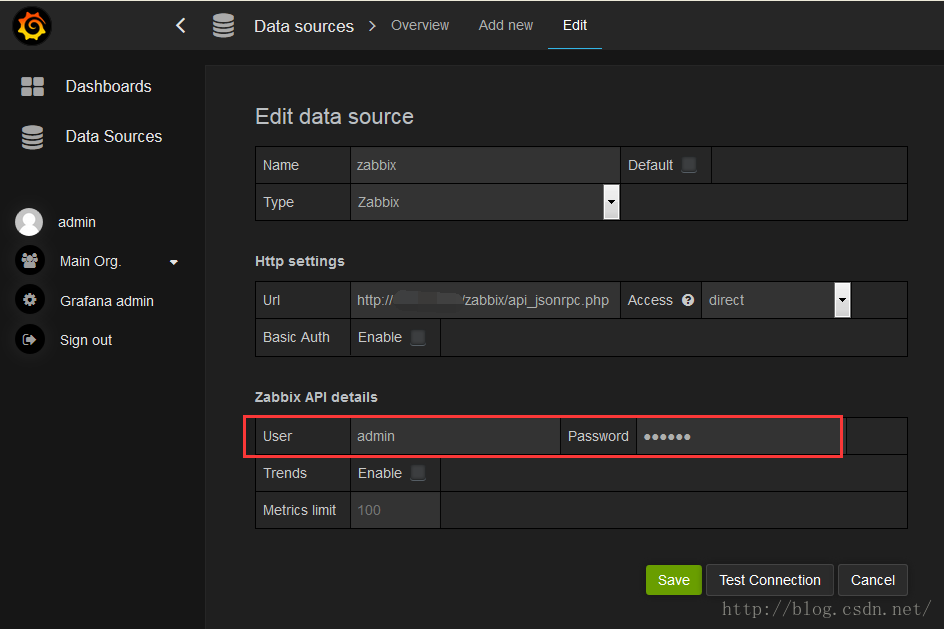 Data sources > Overview Add new Edit
Dashboards
Data Sources
admin
Main Org.
Grafana admin
Sign out
Edit data source
Name zabbix Default
Type Zabbix
Http settings
Url http:// /zabbix/api_jsonrpc.php Access ? direct
Basic Auth Enable
Zabbix API details
User admin Password ●●●●●●
Trends Enable
Metrics limit 100
Save Test Connection Cancel
http://blog.csdn.net/